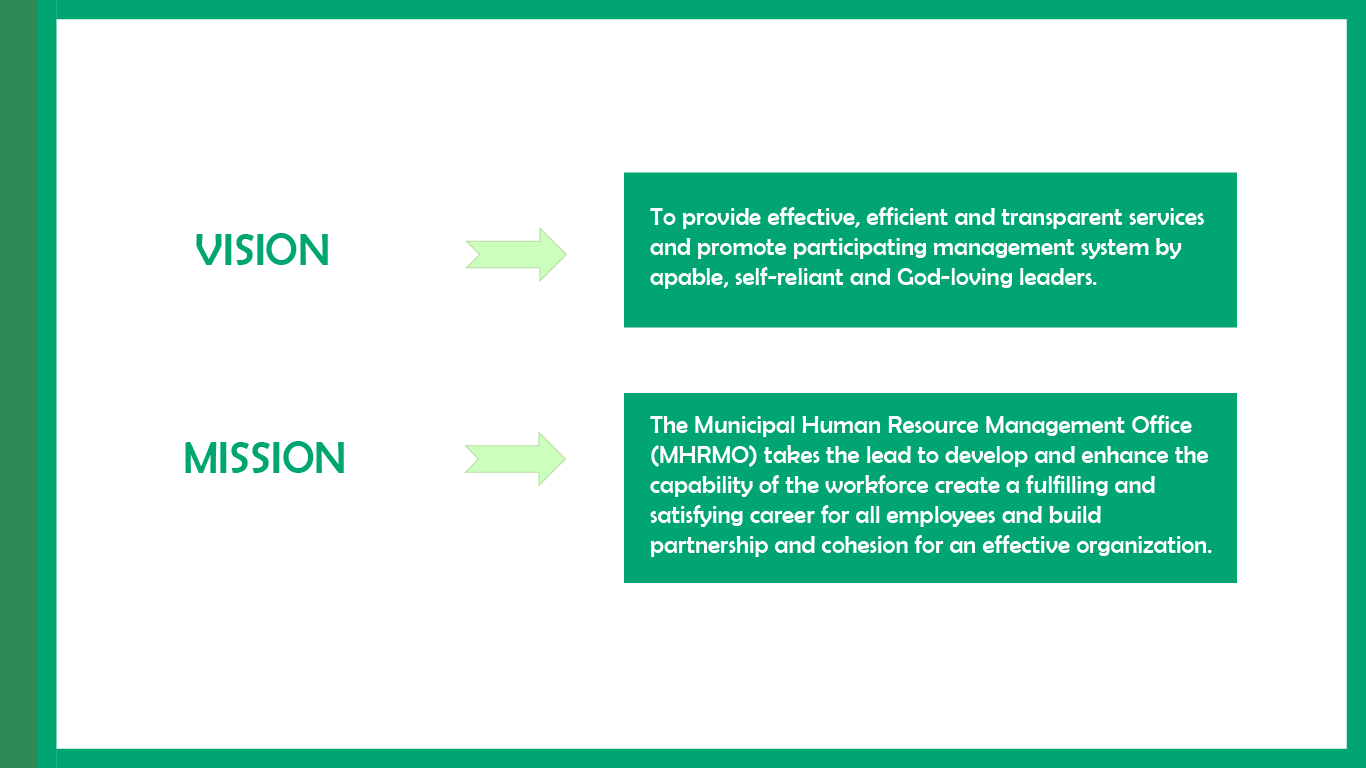 VISION
To provide effective, efficient and transparent services
and promote participating management system by
apable, self-reliant and God-loving leaders.
MISSION
The Municipal Human Resource Management Office
(MHRMO) takes the lead to develop and enhance the
capability of the workforce create a fulfilling and
satisfying career for all employees and build
partnership and cohesion for an effective organization.